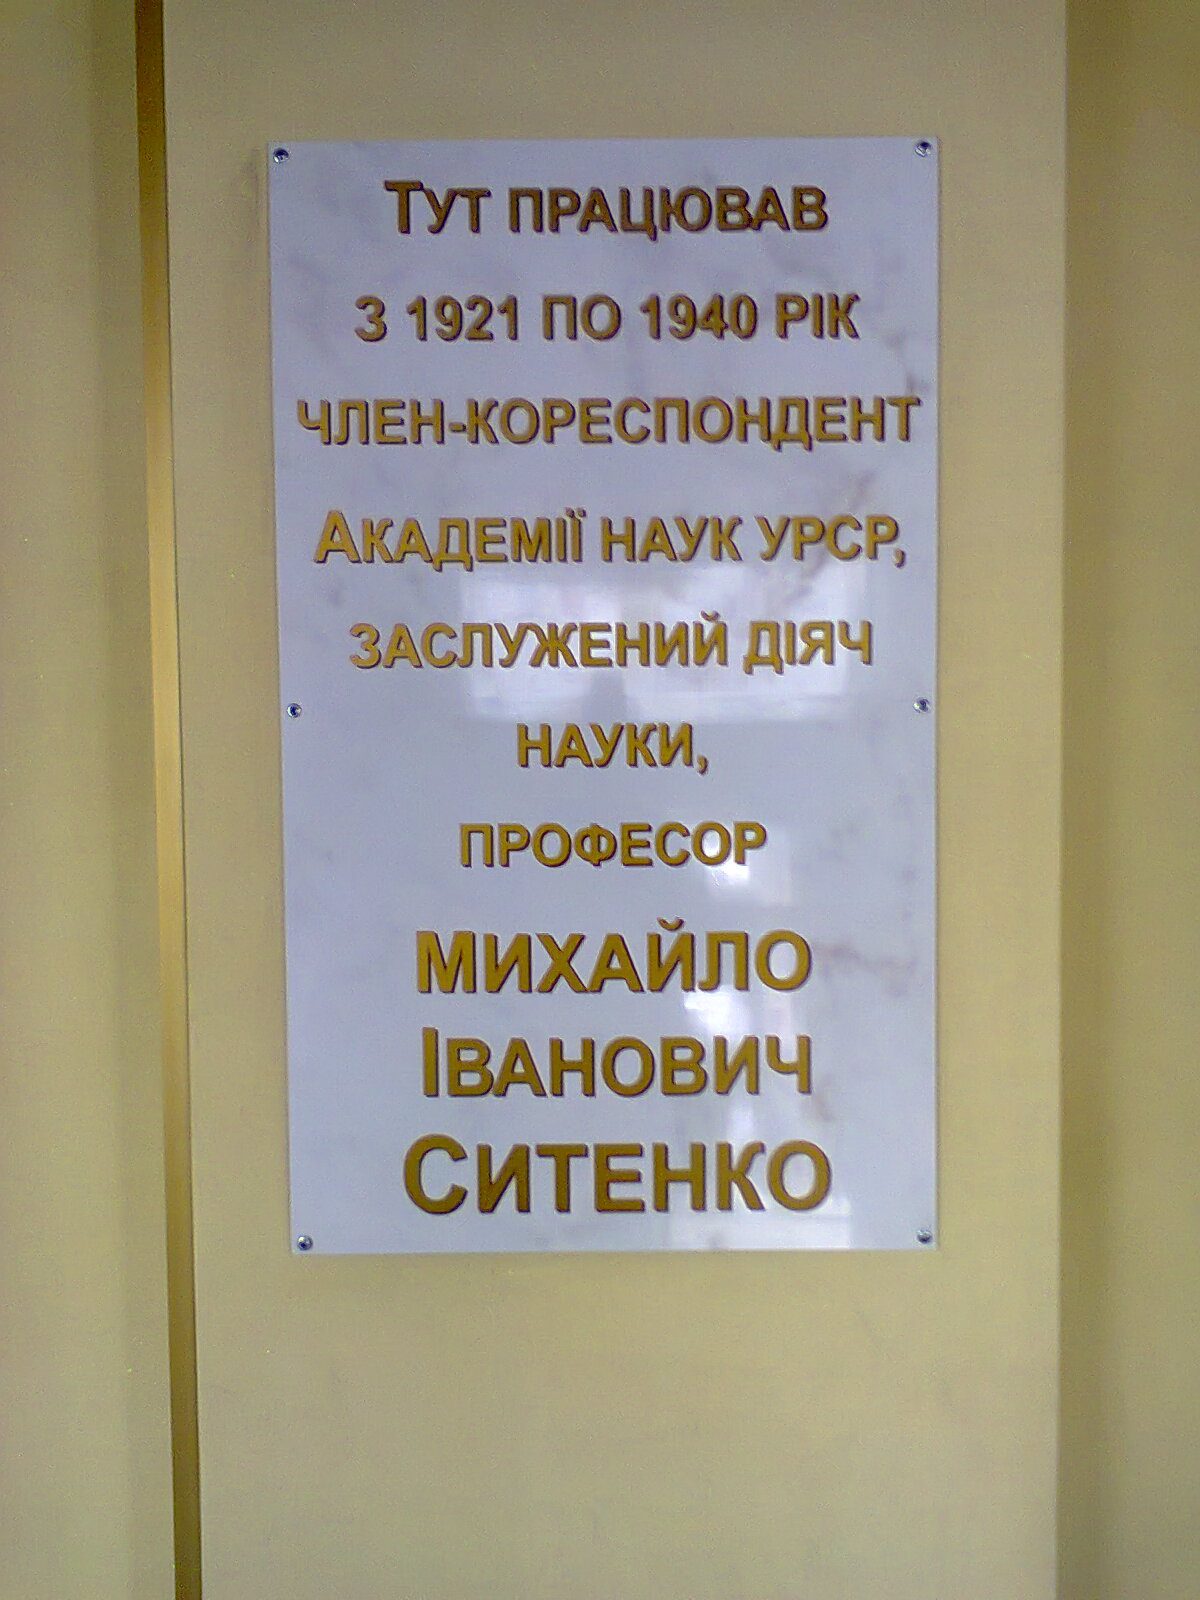 Тут працював
з 1921 по 1940 рік
член-кореспондент
Академії наук УРСР,
заслужений діяч
науки,
професор
Михайло
Іванович
Ситенко